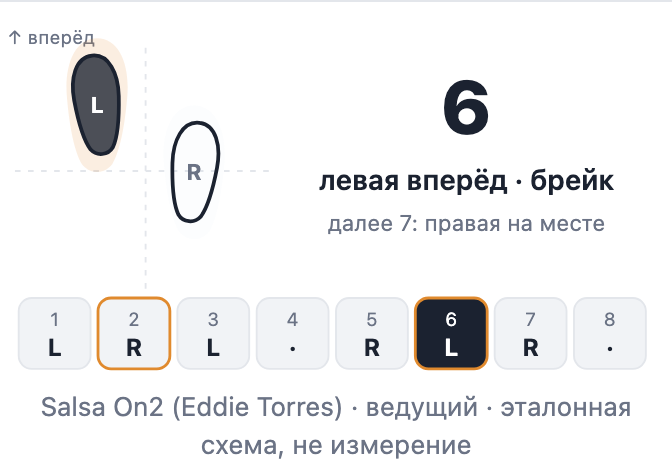 ↑ вперёд
L
R
6
левая вперёд · брейк
далее 7: правая на месте
1 2 3 4 5 6 7 8
L R L · R L R ·
Salsa On2 (Eddie Torres) · ведущий · эталонная
схема, не измерение